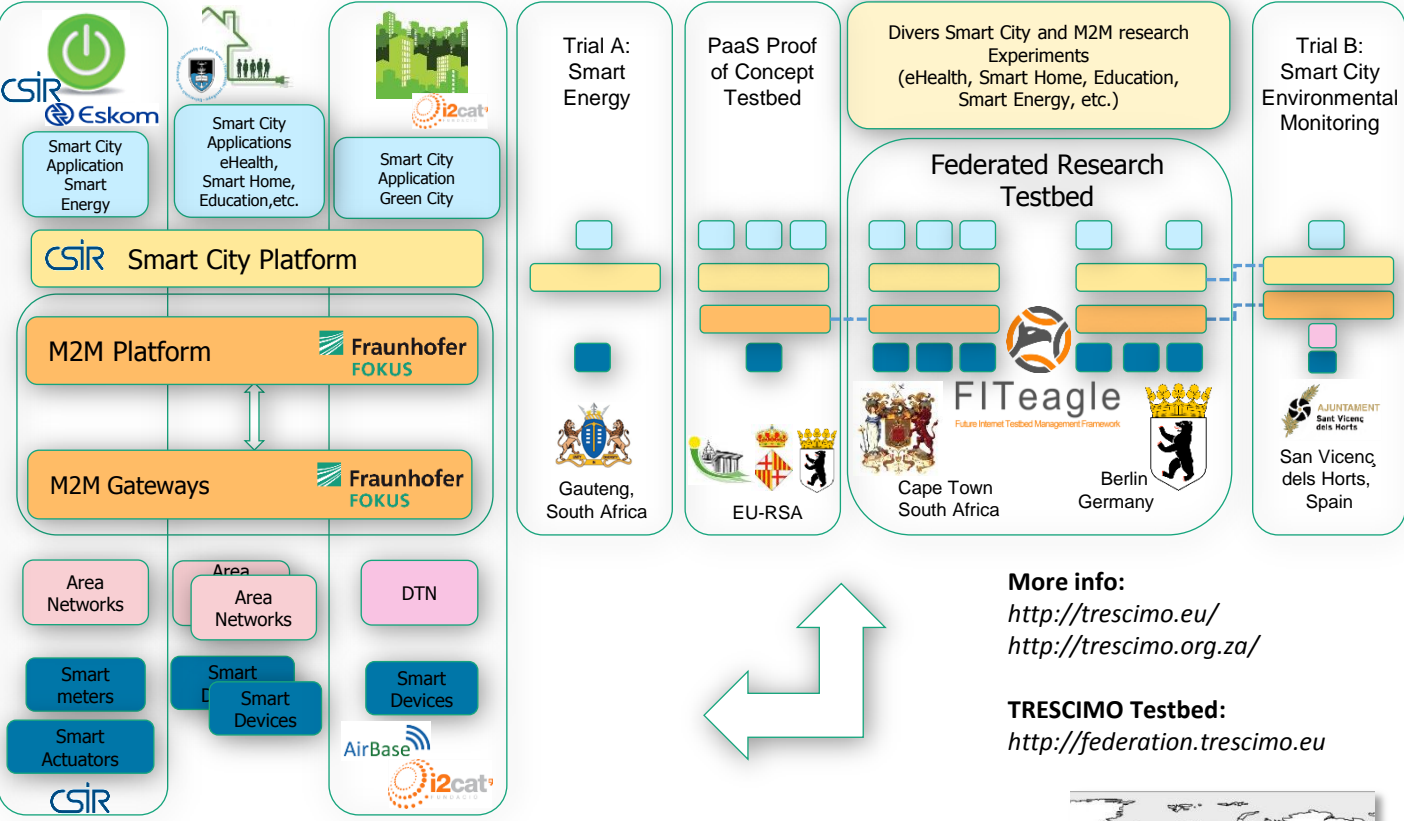 CSIR
Eskom
i2cat
FUNDACIÓ
Smart City
Application
Smart
Energy
Smart City
Applications
eHealth,
Smart Home,
Education,etc.
Smart City
Application
Green City
CSIR Smart City Platform
M2M Platform
Fraunhofer
FOKUS
M2M Gateways
Fraunhofer
FOKUS
Area
Networks
Area
Area
Networks
DTN
Smart
meters
Smart
Smart
Devices
Smart
Devices
Smart
Actuators
CSIR
AirBase
i2cat
FUNDACIÓ
Trial A:
Smart
Energy
Gauteng,
South Africa
PaaS Proof
of Concept
Testbed
EU-RSA
Divers Smart City and M2M research
Experiments
(eHealth, Smart Home, Education,
Smart Energy, etc.)
Federated Research
Testbed
FITeagle
Future Internet Testbed Management Framework
Cape Town
South Africa
Berlin
Germany
Trial B:
Smart City
Environmental
Monitoring
AJUNTAMENT
Sant Vicenç
dels Horts
San Vicenç
dels Horts,
Spain
More info:
http://trescimo.eu/
http://trescimo.org.za/
TRESCIMO Testbed:
http://federation.trescimo.eu